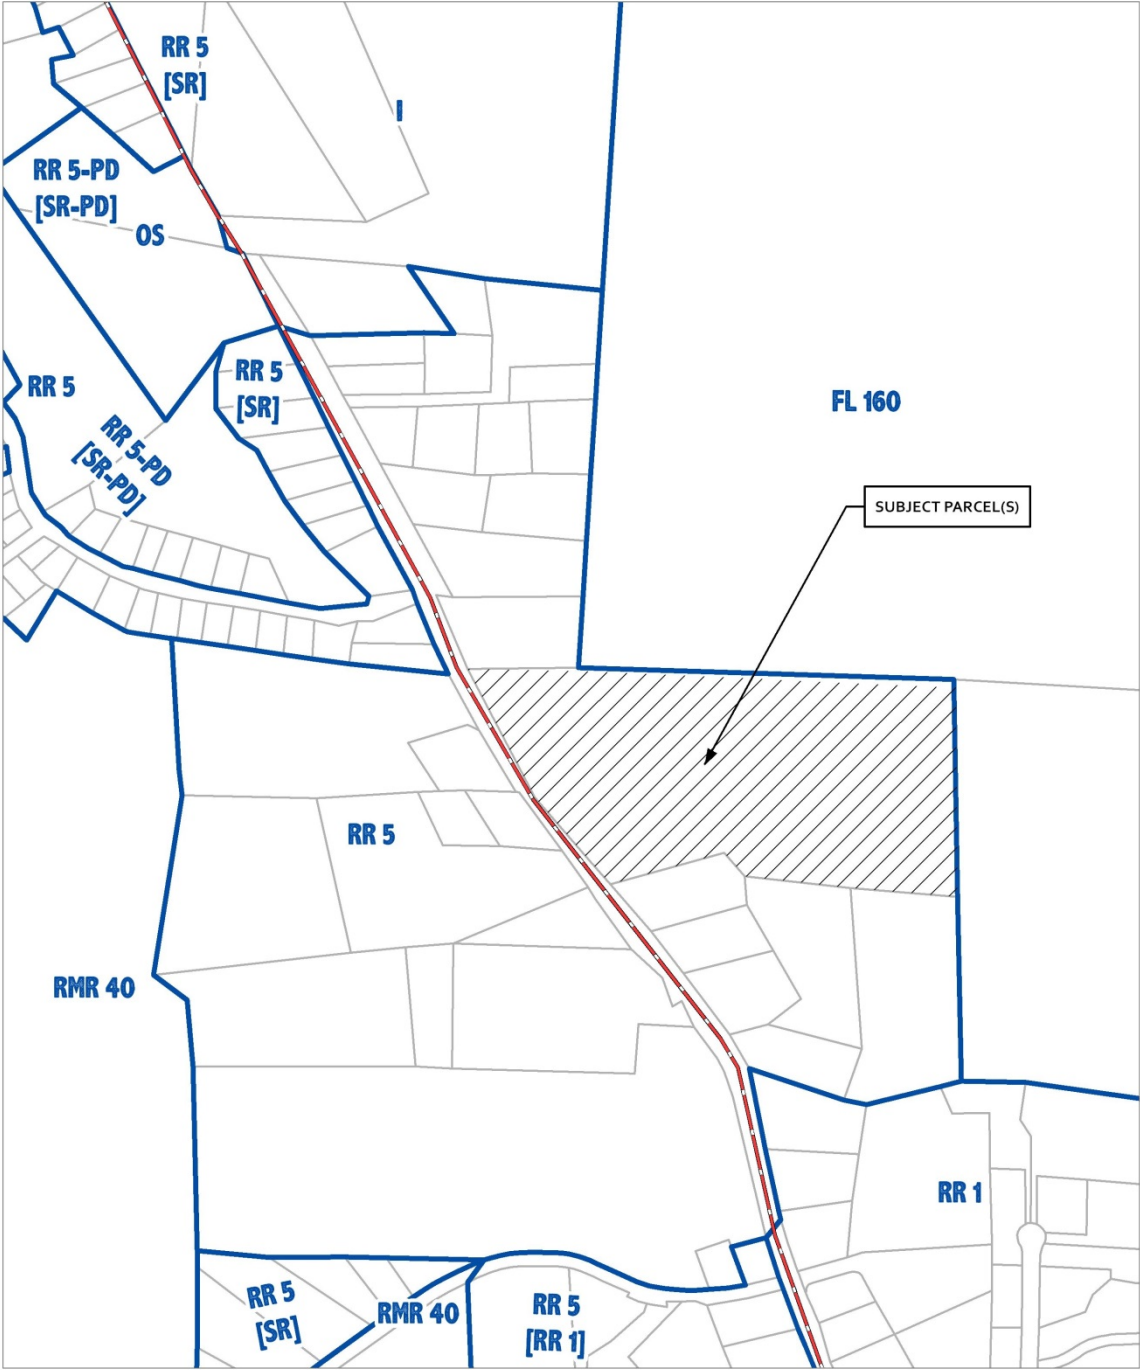 RR 5
[SR]
I
RR 5-PD
[SR-PD]
OS
RR 5
RR 5
[SR]
FL 160
RR 5-PD
[SR-PD]
SUBJECT PARCEL(S)
RR 5
RMR 40
RR 1
RR 5
[SR]
RMR 40
RR 5
[RR 1]